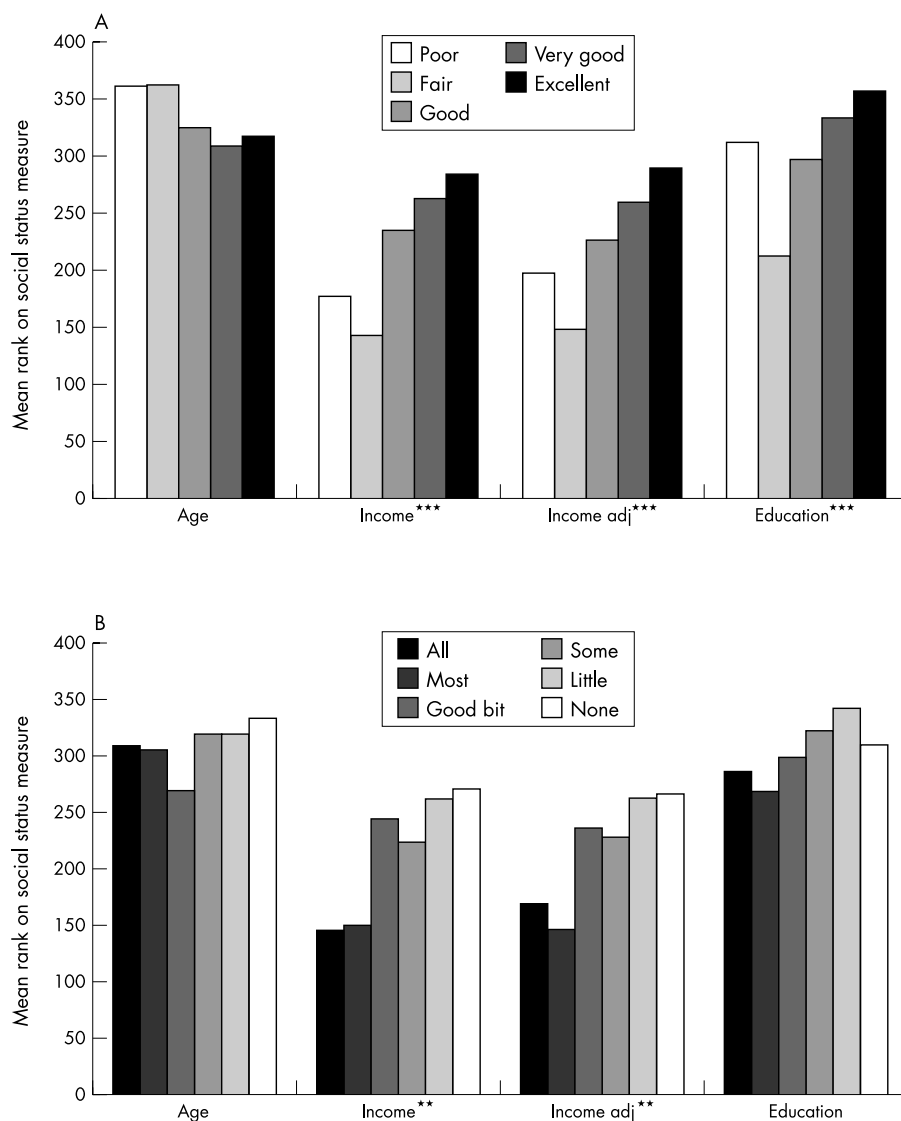 A
400
350
300
250
200
150
100
50
0
Mean rank on social status measure
Poor
Fair
Good
Very good
Excellent
Age
Income★★★
Income adj★★★
Education★★★
B
400
350
300
250
200
150
100
50
0
Mean rank on social status measure
All
Most
Good bit
Some
Little
None
Age
Income★★
Income adj★★
Education